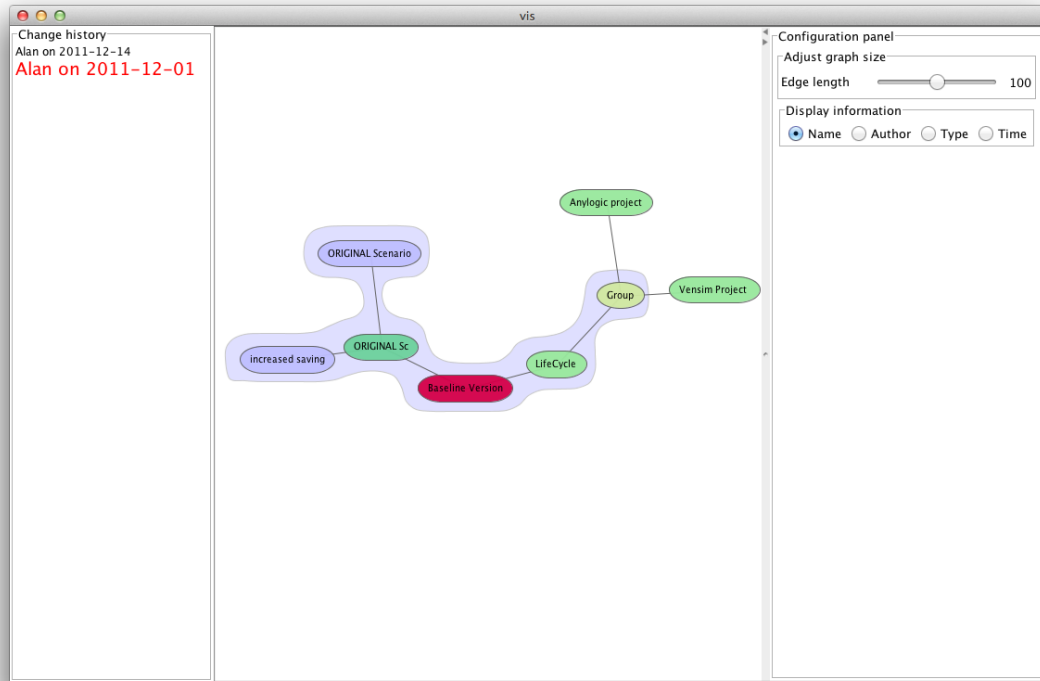 vis
Change history
Alan on 2011-12-14
Alan on 2011-12-01
Anylogic project
ORIGINAL Scenario
Group
Vensim Project
ORIGINAL Sc
increased saving
LifeCycle
Baseline Version
Configuration panel
Adjust graph size
Edge length 100
Display information
Name Author Type Time